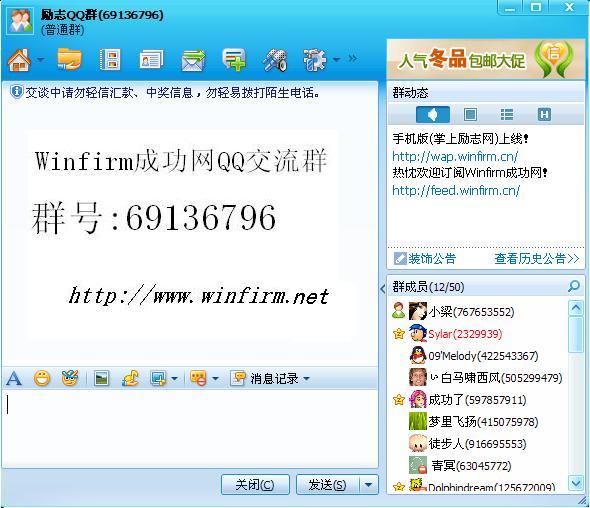 励志QQ群(69136796)
(普通群)
交谈中请勿轻信汇款、中奖信息，勿轻易拨打陌生电话。
Winfirm成功网QQ交流群
群号:69136796
http://www.winfirm.net
消息记录
关闭(C)
发送(S)
人气冬品包邮大促
群动态
手机版(掌上励志网)上线!
http://wap.winfirm.cn/
热忱欢迎订阅Winfirm成功网!
http://feed.winfirm.cn/
装饰公告 查看历史公告>>
群成员(12/50)
小梁(767653552)
Sylar(2329939)
09'Melody(422543367)
白马啸西风(505299479)
成功了(597857911)
梦里飞扬(415075978)
徒步人(916695553)
青冥(63045772)
Dolphindream(125672009)